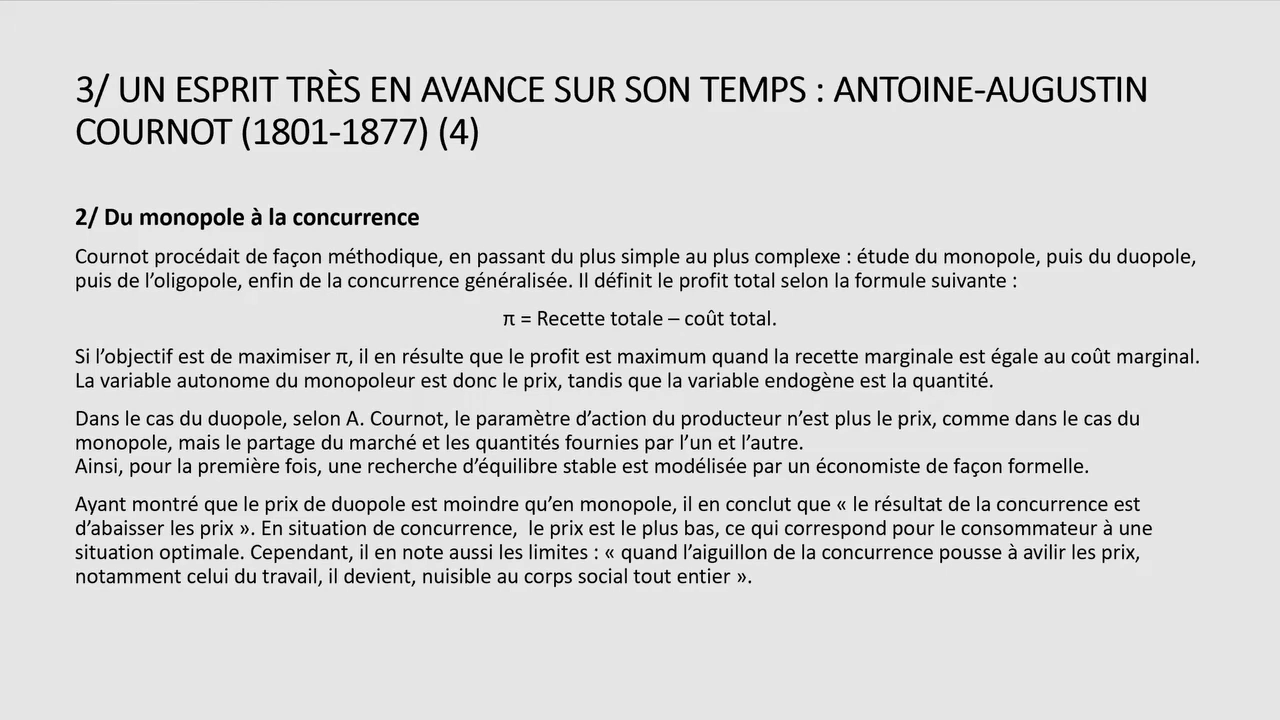 3/ UN ESPRIT TRÈS EN AVANCE SUR SON TEMPS : ANTOINE-AUGUSTIN
COURNOT (1801-1877) (4)
2/ Du monopole à la concurrence
Cournot procédait de façon méthodique, en passant du plus simple au plus complexe : étude du monopole, puis du duopole,
puis de l’oligopole, enfin de la concurrence généralisée. Il définit le profit total selon la formule suivante :
π = Recette totale – coût total.
Si l’objectif est de maximiser π, il en résulte que le profit est maximum quand la recette marginale est égale au coût marginal.
La variable autonome du monopoleur est donc le prix, tandis que la variable endogène est la quantité.
Dans le cas du duopole, selon A. Cournot, le paramètre d’action du producteur n’est plus le prix, comme dans le cas du
monopole, mais le partage du marché et les quantités fournies par l’un et l’autre.
Ainsi, pour la première fois, une recherche d’équilibre stable est modélisée par un économiste de façon formelle.
Ayant montré que le prix de duopole est moindre qu’en monopole, il en conclut que « le résultat de la concurrence est
d’abaisser les prix ». En situation de concurrence,  le prix est le plus bas, ce qui correspond pour le consommateur à une
situation optimale. Cependant, il en note aussi les limites : « quand l’aiguillon de la concurrence pousse à avilir les prix,
notamment celui du travail, il devient, nuisible au corps social tout entier ».